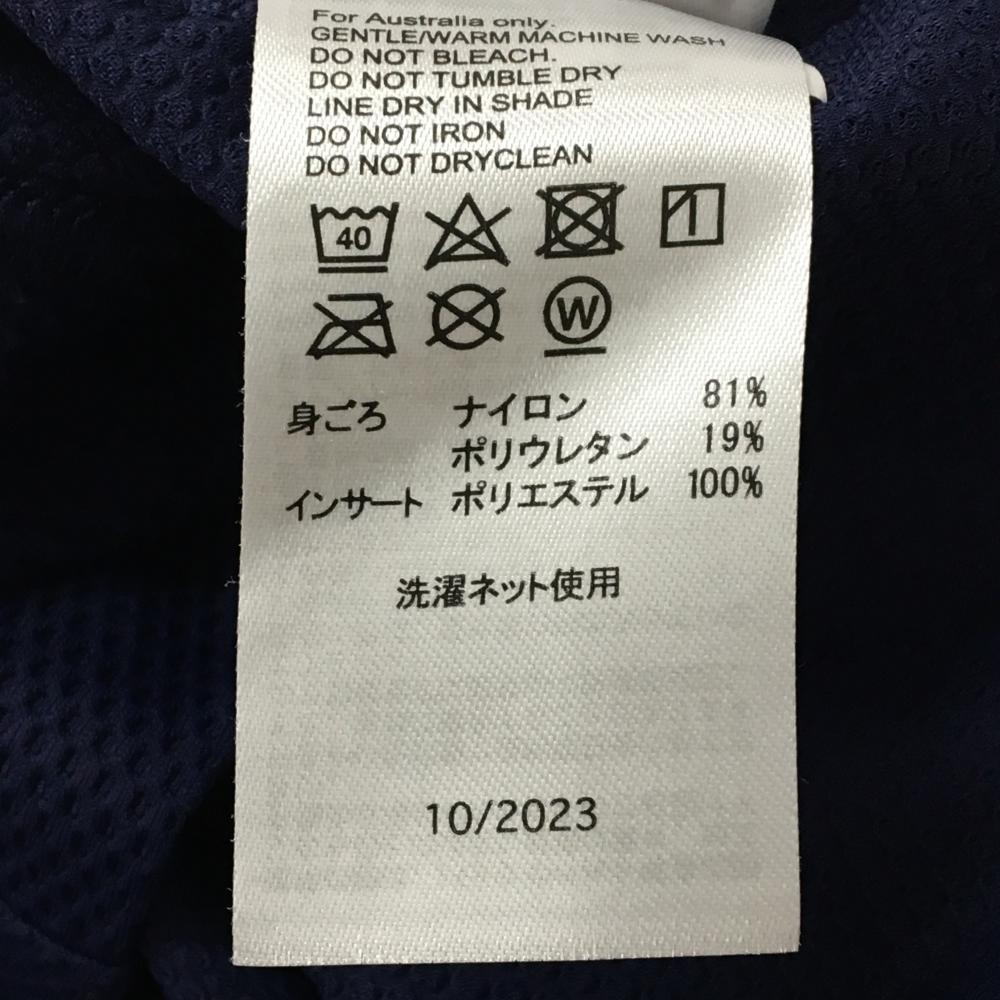 For Australia only.
GENTLE/WARM MACHINE WASH
DO NOT BLEACH.
DO NOT TUMBLE DRY
LINE DRY IN SHADE
DO NOT IRON
DO NOT DRYCLEAN
40
W
身ごろ ナイロン 81%
ポリウレタン 19%
インサート ポリエステル 100%
洗濯ネット使用
10/2023